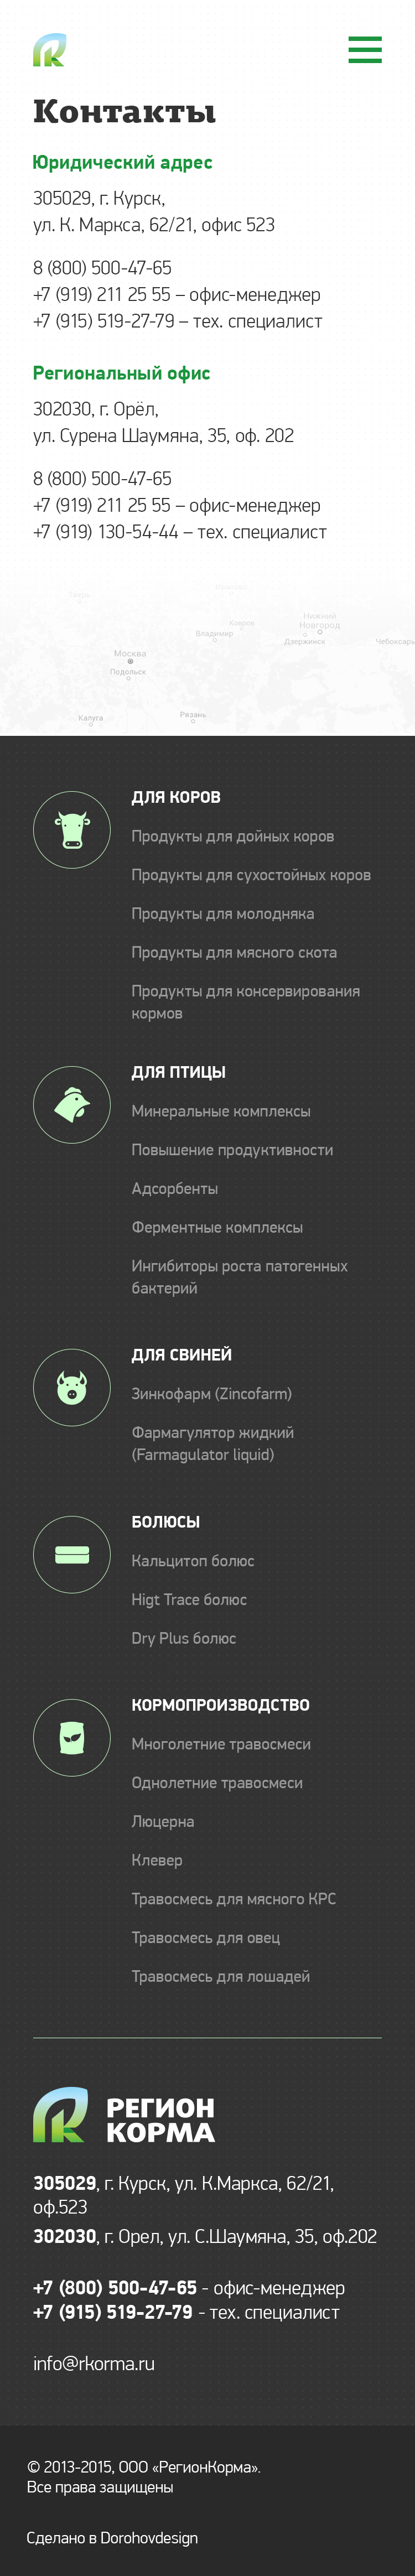 Контакты
Юридический адрес
305029, г. Курск,
ул. К. Маркса, 62/21, офис 523
8 (800) 500-47-65
+7 (919) 211 25 55 – офис-менеджер
+7 (915) 519-27-79 – тех. специалист
Региональный офис
302030, г. Орёл,
ул. Сурена Шаумяна, 35, оф. 202
8 (800) 500-47-65
+7 (919) 211 25 55 – офис-менеджер
+7 (919) 130-54-44 – тех. специалист
Тверь
Иваново
Ковров
Нижний
Новгород
Владимир
Дзержинск
Чебоксары
Москва
Подольск
Рязань
Калуга
ДЛЯ КОРОВ
Продукты для дойных коров
Продукты для сухостойных коров
Продукты для молодняка
Продукты для мясного скота
Продукты для консервирования
кормов
ДЛЯ ПТИЦЫ
Минеральные комплексы
Повышение продуктивности
Адсорбенты
Ферментные комплексы
Ингибиторы роста патогенных
бактерий
ДЛЯ СВИНЕЙ
Зинкофарм (Zincofarm)
Фармагулятор жидкий
(Farmagulator liquid)
БОЛЮСЫ
Кальцитоп болюс
Higt Trace болюс
Dry Plus болюс
КОРМОПРОИЗВОДСТВО
Многолетние травосмеси
Однолетние травосмеси
Люцерна
Клевер
Травосмесь для мясного КРС
Травосмесь для овец
Травосмесь для лошадей
РЕГИОН
КОРМА
305029, г. Курск, ул. К.Маркса, 62/21,
оф.523
302030, г. Орел, ул. С.Шаумяна, 35, оф.202
+7 (800) 500-47-65 - офис-менеджер
+7 (915) 519-27-79 - тех. специалист
info@rkorma.ru
© 2013-2015, ООО «РегионКорма».
Все права защищены
Сделано в Dorohovdesign